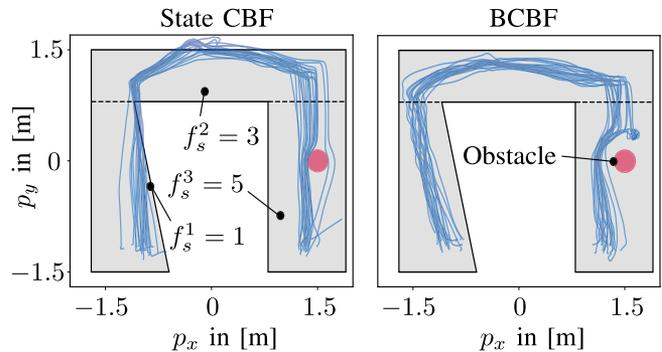 State CBF
BCBF
1.5
0
−1.5
p_y in [m]
f_s^2 = 3
f_s^3 = 5
f_s^1 = 1
Obstacle
−1.5 0 1.5
−1.5 0 1.5
p_x in [m]
p_x in [m]